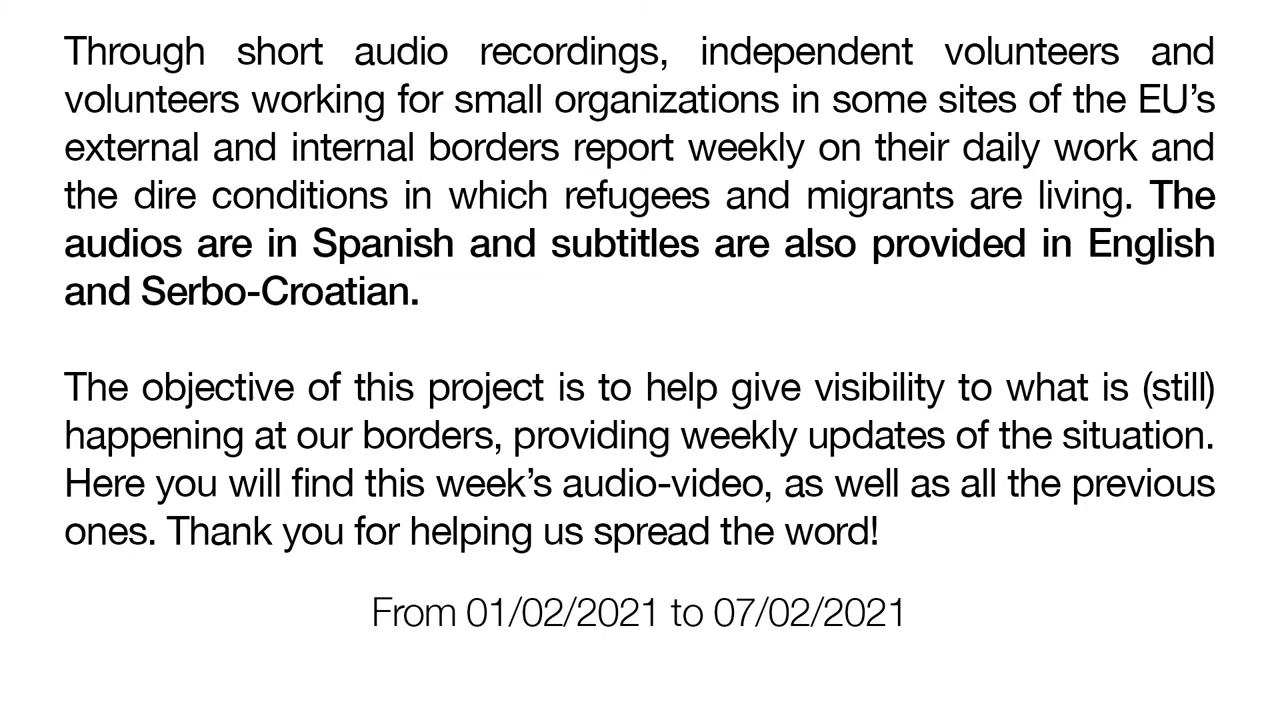 Through short audio recordings, independent volunteers and
volunteers working for small organizations in some sites of the EU’s
external and internal borders report weekly on their daily work and
the dire conditions in which refugees and migrants are living. The
audios are in Spanish and subtitles are also provided in English
and Serbo-Croatian.
The objective of this project is to help give visibility to what is (still)
happening at our borders, providing weekly updates of the situation.
Here you will find this week’s audio-video, as well as all the previous
ones. Thank you for helping us spread the word!
From 01/02/2021 to 07/02/2021